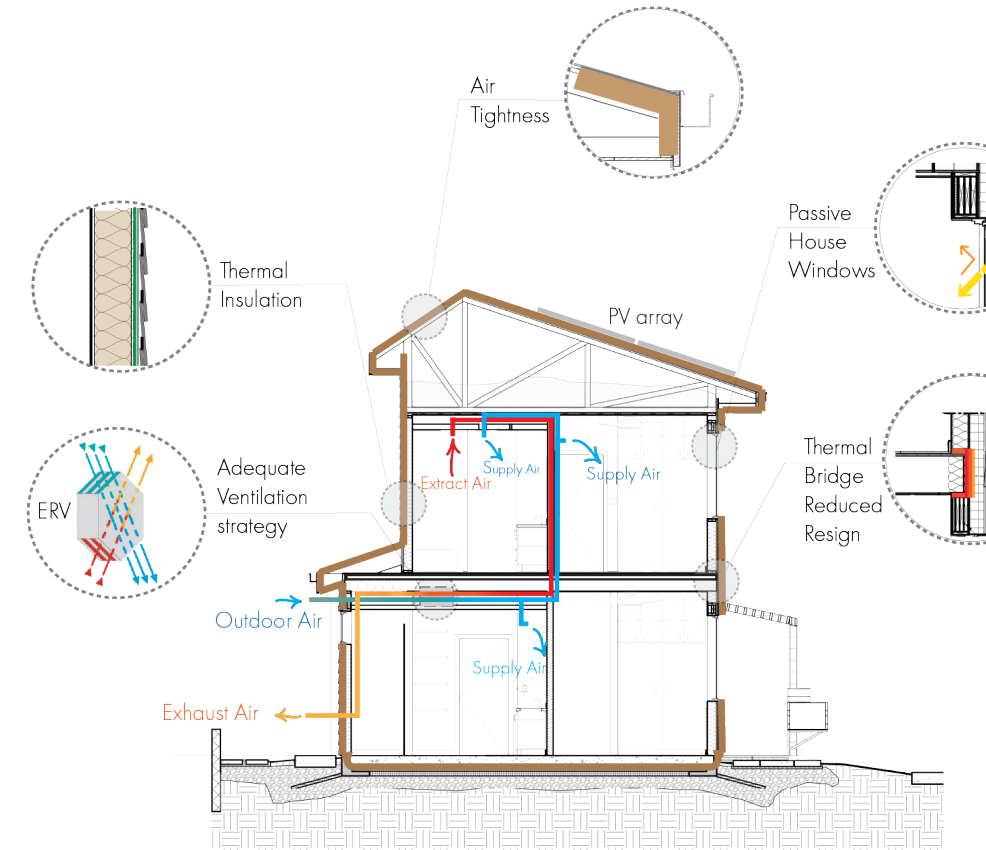 Air
Tightness
Passive
House
Windows
Thermal
Insulation
PV array
Thermal
Bridge
Reduced
Resign
Adequate
Ventilation
strategy
ERV
Extract Air
Supply Air
Supply Air
Outdoor Air
Supply Air
Exhaust Air